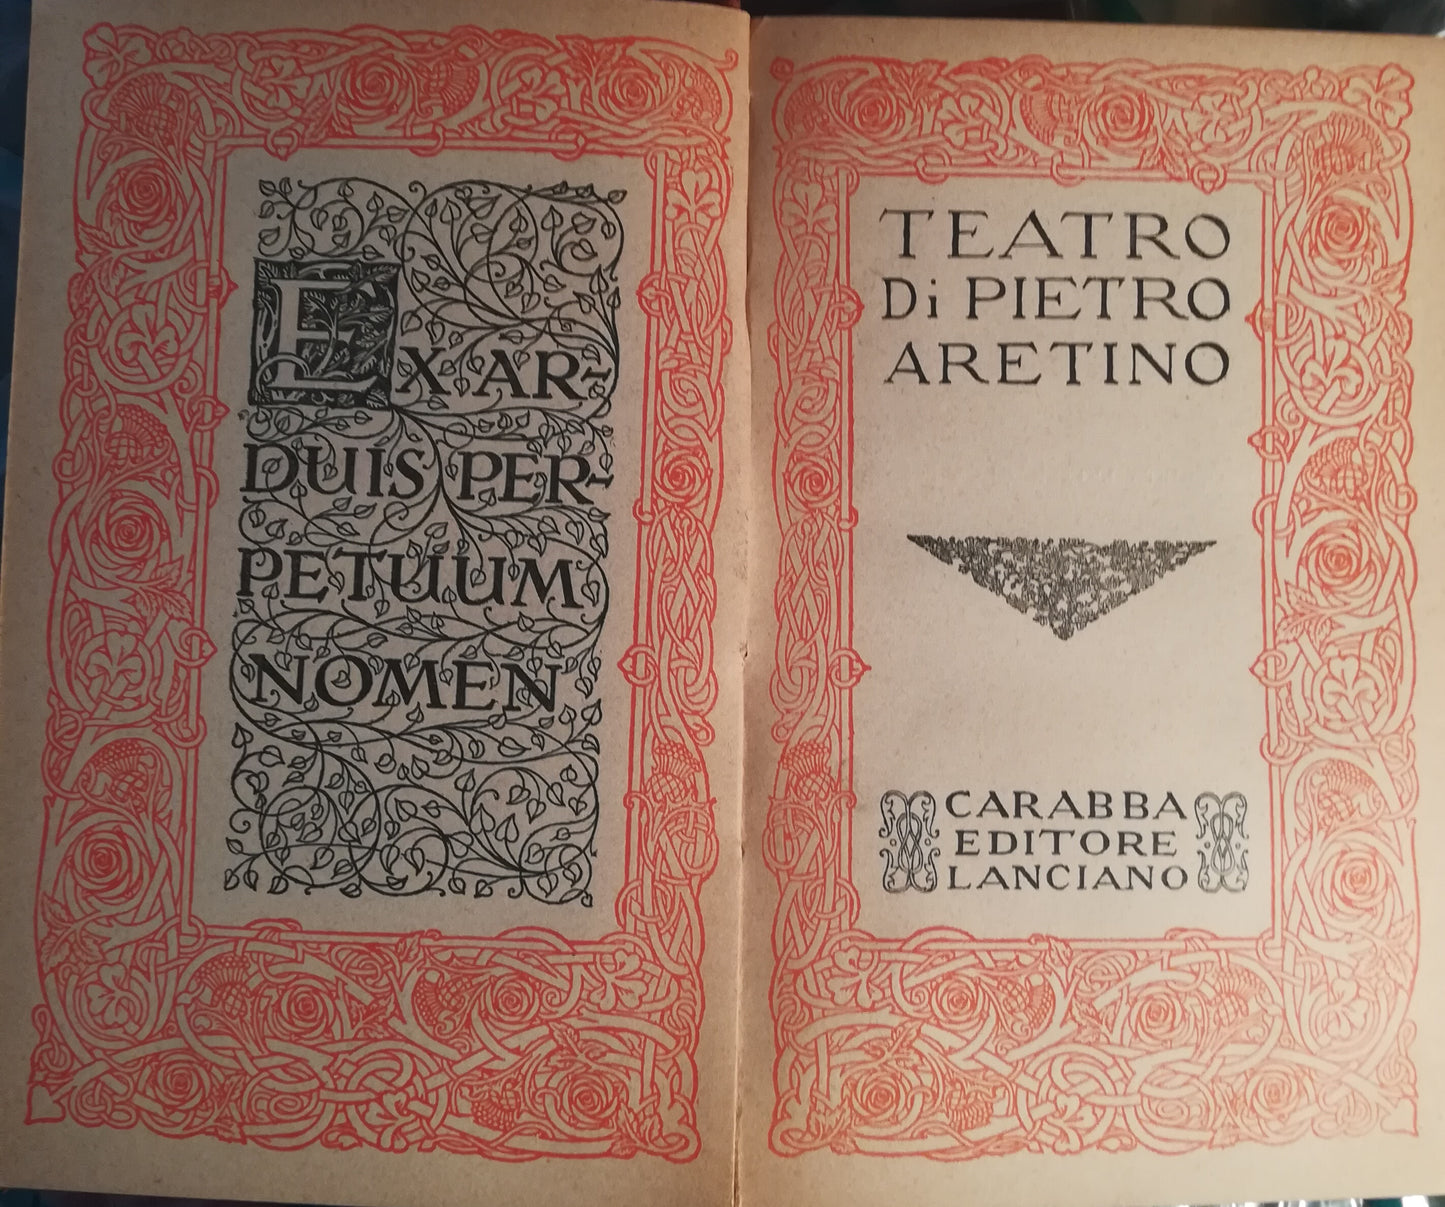 EX AR-
DUIS PER-
PETUUM
NOMEN
TEATRO
Di PIETRO
ARETINO
CARABBA
EDITORE
LANCIANO